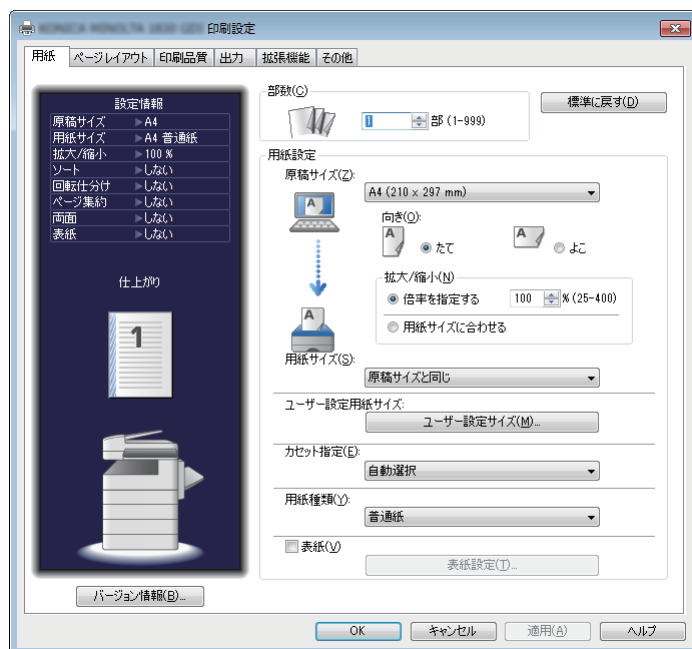 印刷設定
用紙 ページレイアウト 印刷品質 出力 拡張機能 その他
設定情報
原稿サイズ ▶A4
用紙サイズ ▶A4 普通紙
拡大/縮小 ▶100 %
ソート ▶しない
回転仕分け ▶しない
ページ集約 ▶しない
両面 ▶しない
表紙 ▶しない
仕上がり
1
バージョン情報(B)...
部数(C)
1 部 (1-999)
標準に戻す(D)
用紙設定
原稿サイズ(Z):
A4 (210 x 297 mm)
A
向き(O):
A たて A よこ
拡大/縮小(N)
倍率を指定する 100 % (25-400)
用紙サイズに合わせる
A
用紙サイズ(S):
原稿サイズと同じ
ユーザー設定用紙サイズ:
ユーザー設定サイズ(M)...
カセット指定(E):
自動選択
用紙種類(Y):
普通紙
表紙(V)
表紙設定(T)...
OK キャンセル 適用(A) ヘルプ